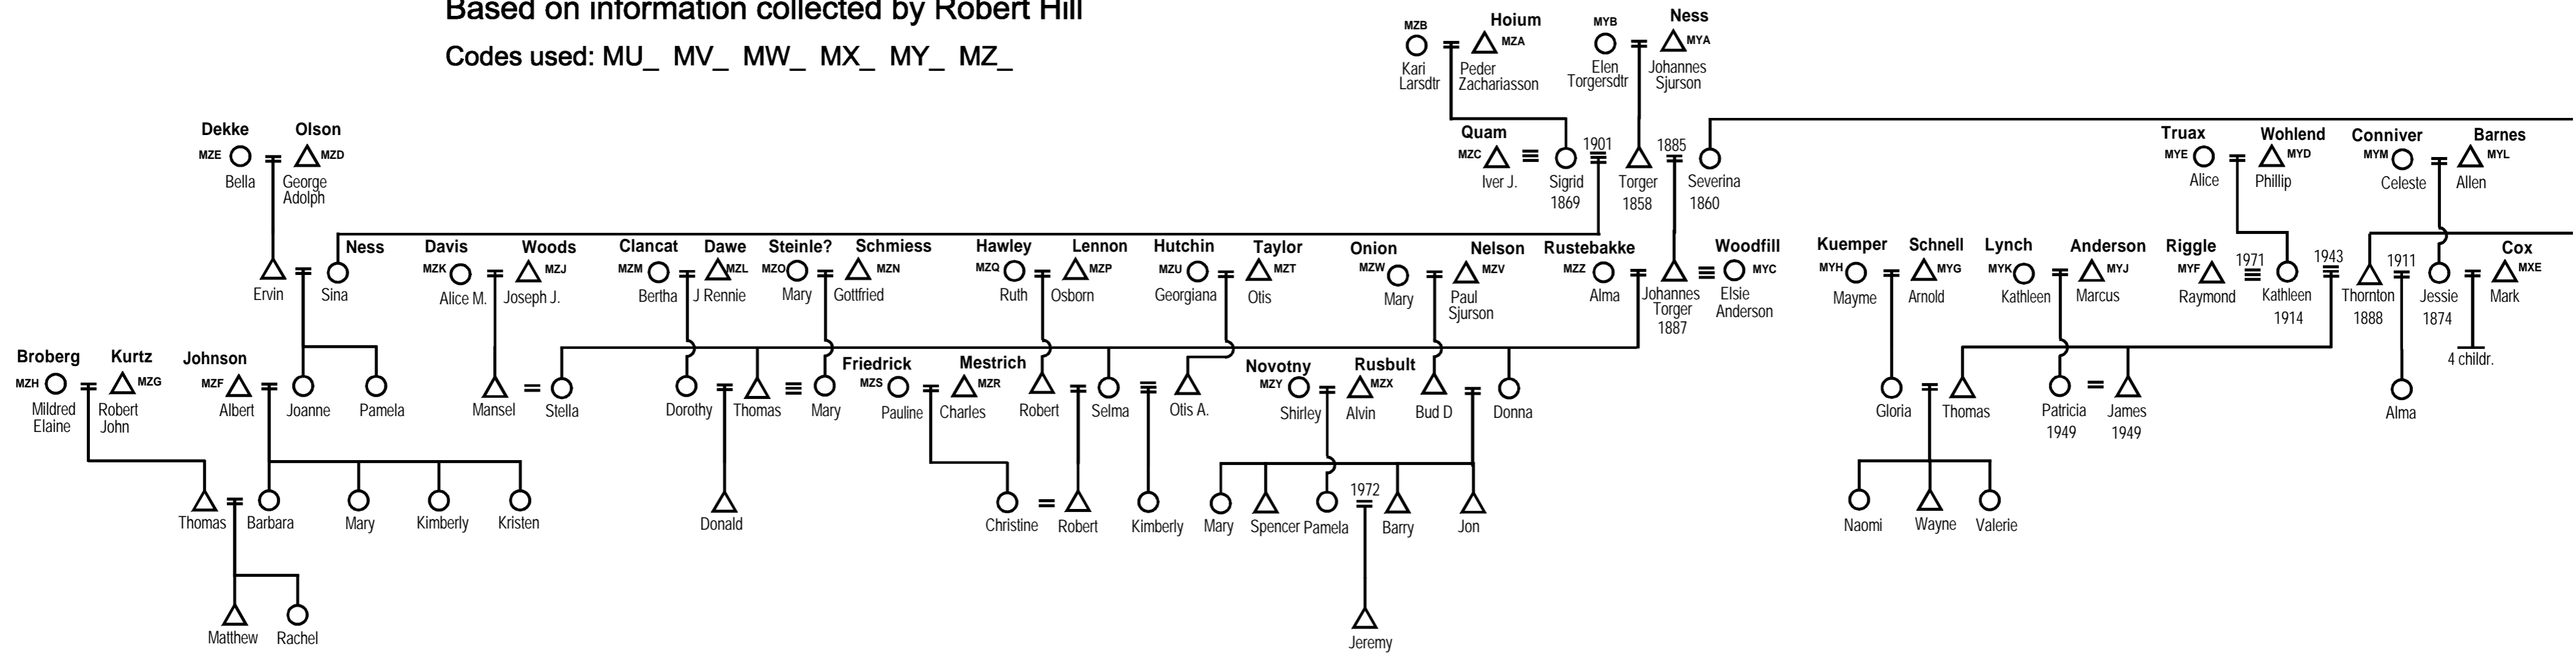 Based on information collected by Robert Hill
Codes used: MU_ MV_ MW_ MX_ MY_ MZ_
MZB Hoium MZA MYB Ness MYA
Kari Peder Elen Johannes
Larsdtr Zachariasson Torgersdtr Sjurson
Dekke Olson Quam 1901 1885 Truax Wohlend Conniver Barnes
MZE MZD MZC MYE MYD MYM MYL
Bella George Iver J. Sigrid Torger Severina Alice Phillip Celeste Allen
Adolph 1869 1858 1860
Ness Davis Woods Clancat Dawe Steinle? Schmiess Hawley Lennon Hutchin Taylor Onion Nelson Rustebakke Woodfill Kuemper Schnell Lynch Anderson Riggle 1971 1943 1911 Cox
MZK MZJ MZM MZL MZO MZN MZQ MZP MZU MZT MZW MZV MZZ MYC MYH MYG MYK MYJ MYF MXE
Ervin Sina Alice M. Joseph J. Bertha J Rennie Mary Gottfried Ruth Osborn Georgiana Otis Mary Paul Alma Johannes Elsie Mayme Arnold Kathleen Marcus Raymond Kathleen Thornton Jessie Mark
Sjurson Torger Anderson 1914 1888 1874
1887
Broberg Kurtz Johnson Friedrick Mestrich Novotny Rusbult 4 childr.
MZH MZG MZF MZS MZR MZY MZX
Mildred Robert Albert Joanne Pamela Mansel Stella Dorothy Thomas Mary Pauline Charles Robert Selma Otis A. Shirley Alvin Bud D Donna Gloria Thomas Patricia James Alma
Elaine John 1949 1949
1972
Thomas Barbara Mary Kimberly Kristen Donald Christine Robert Kimberly Mary Spencer Pamela Barry Jon Naomi Wayne Valerie
Matthew Rachel Jeremy